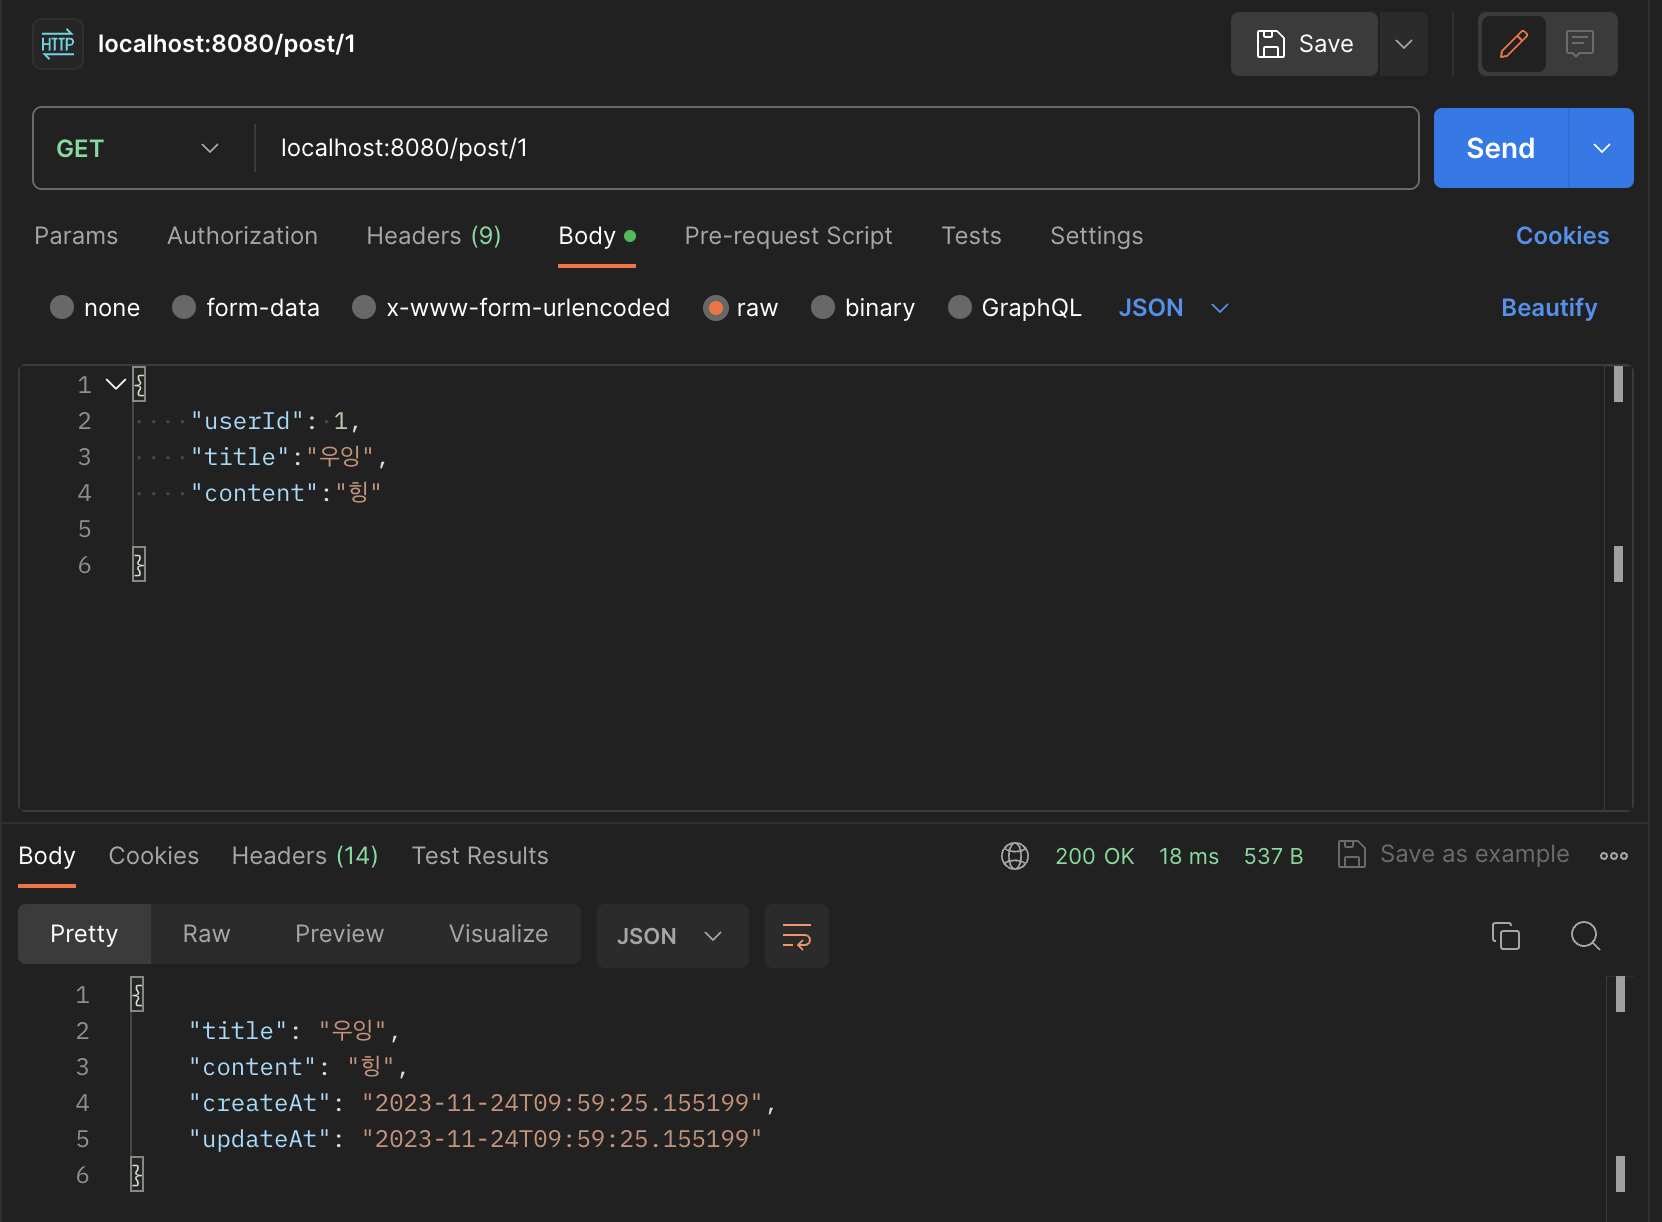 HTTP localhost:8080/post/1 Save
GET localhost:8080/post/1 Send
Params Authorization Headers (9) Body Pre-request Script Tests Settings Cookies
none form-data x-www-form-urlencoded raw binary GraphQL JSON Beautify
1 {
2 "userId": 1,
3 "title":"우잉",
4 "content":"힝"
5
6 }
Body Cookies Headers (14) Test Results 200 OK 18 ms 537 B Save as example
Pretty Raw Preview Visualize JSON
1 {
2 "title": "우잉",
3 "content": "힝",
4 "createAt": "2023-11-24T09:59:25.155199",
5 "updateAt": "2023-11-24T09:59:25.155199"
6 }